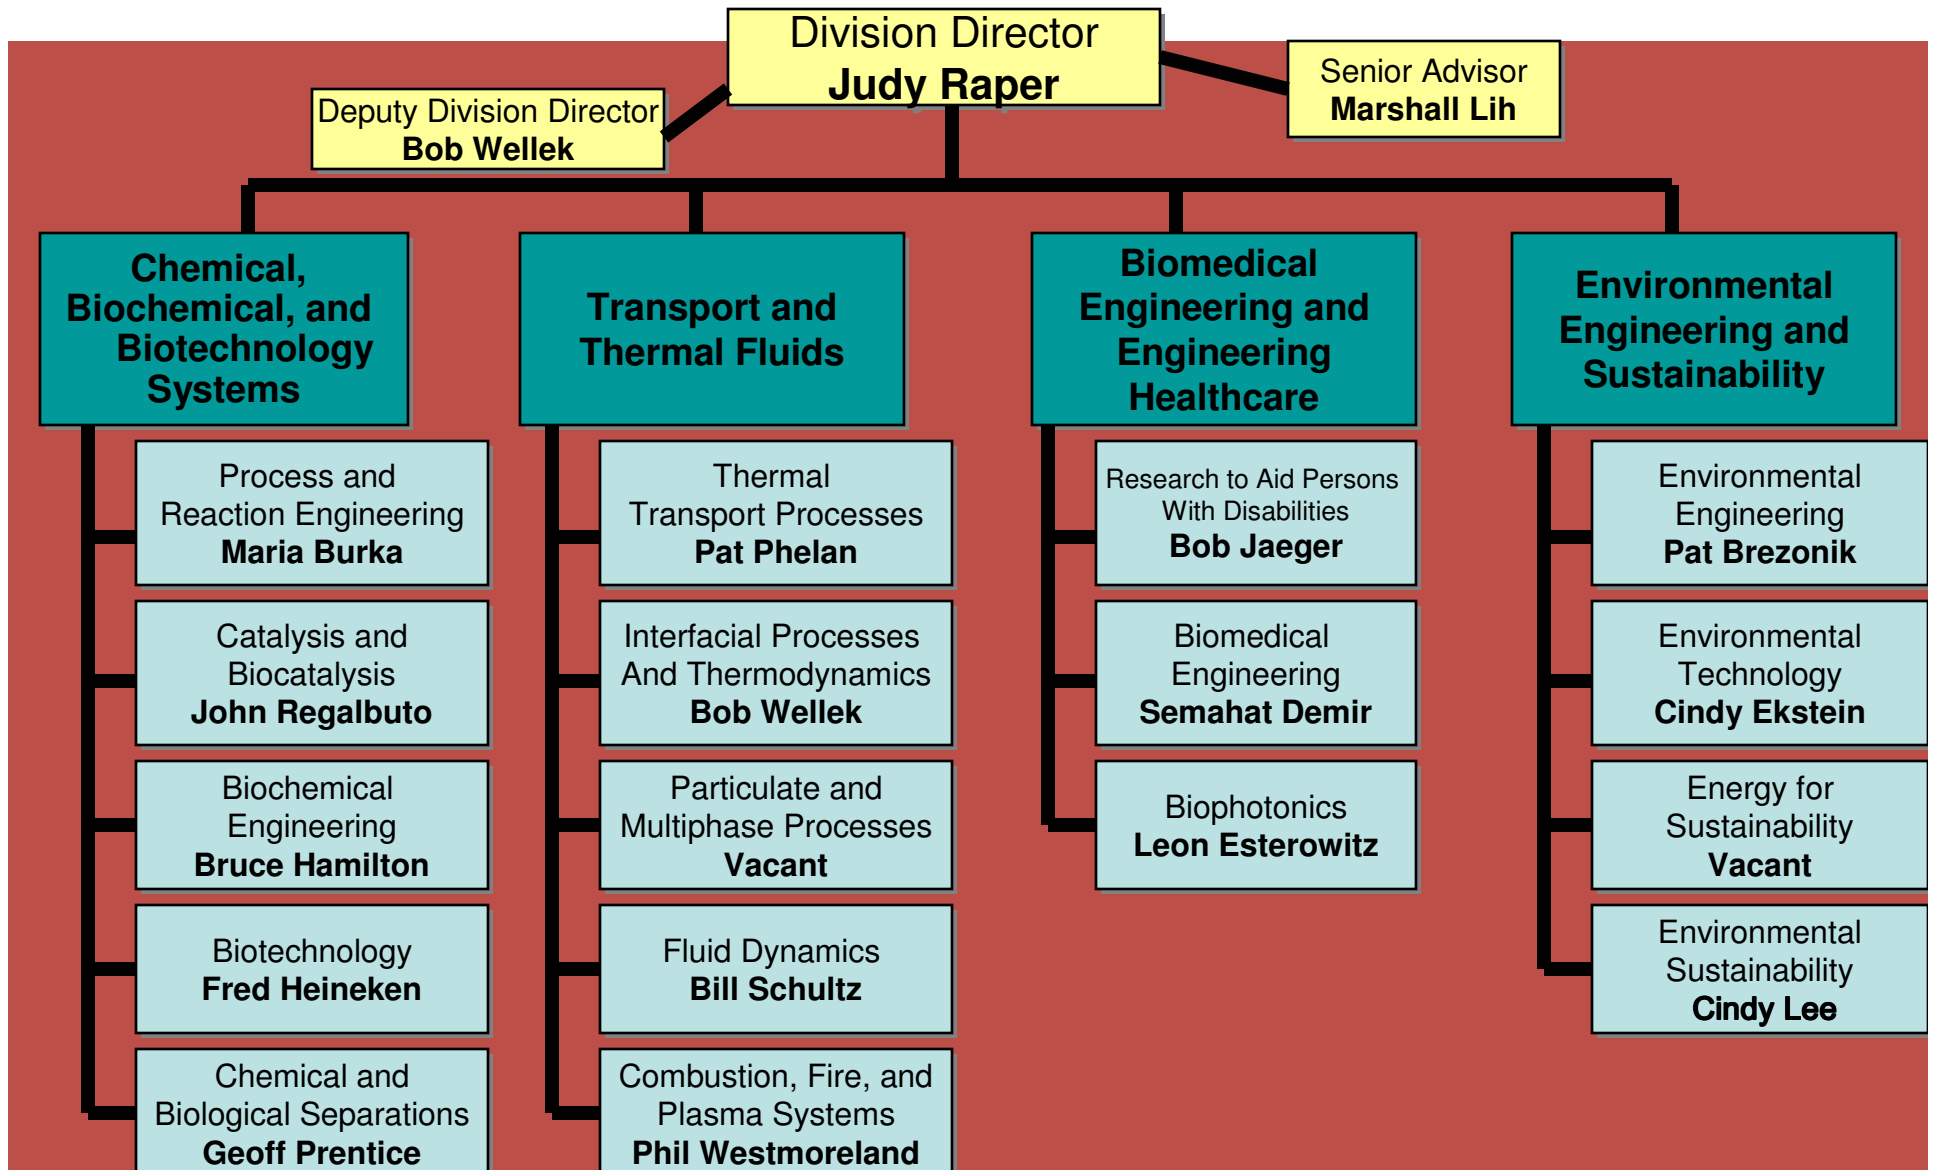 Division Director
Judy Raper
Senior Advisor
Marshall Lih
Deputy Division Director
Bob Wellek
Chemical,
Biochemical, and
Biotechnology
Systems
Process and
Reaction Engineering
Maria Burka
Catalysis and
Biocatalysis
John Regalbuto
Biochemical
Engineering
Bruce Hamilton
Biotechnology
Fred Heineken
Chemical and
Biological Separations
Geoff Prentice
Transport and
Thermal Fluids
Thermal
Transport Processes
Pat Phelan
Interfacial Processes
And Thermodynamics
Bob Wellek
Particulate and
Multiphase Processes
Vacant
Fluid Dynamics
Bill Schultz
Combustion, Fire, and
Plasma Systems
Phil Westmoreland
Biomedical
Engineering and
Engineering
Healthcare
Research to Aid Persons
With Disabilities
Bob Jaeger
Biomedical
Engineering
Semahat Demir
Biophotonics
Leon Esterowitz
Environmental
Engineering and
Sustainability
Environmental
Engineering
Pat Brezonik
Environmental
Technology
Cindy Ekstein
Energy for
Sustainability
Vacant
Environmental
Sustainability
Cindy Lee